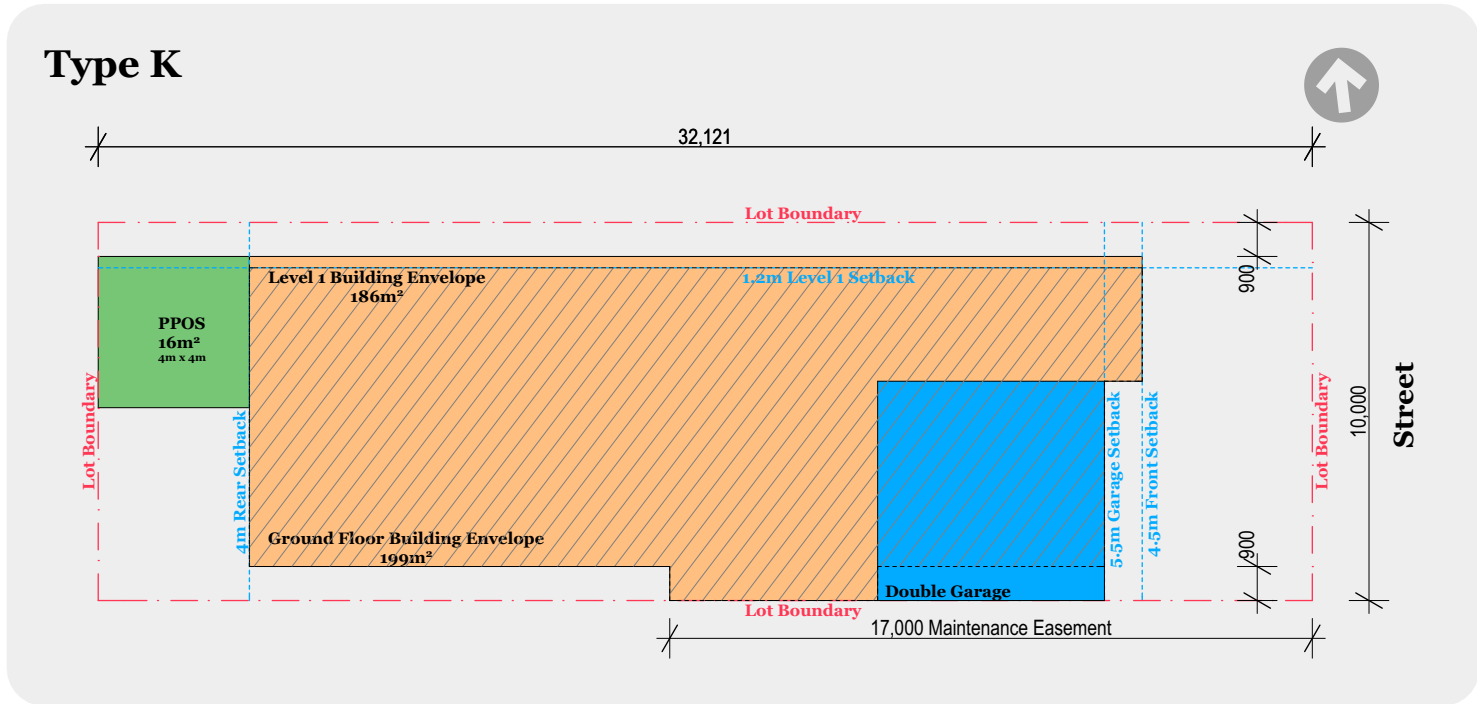 Type K
32,121
Lot Boundary
Level 1 Building Envelope
186m²
1.2m Level 1 Setback
900
PPOS
16m²
4m x 4m
Lot Boundary
4m Rear Setback
5.5m Garage Setback
4.5m Front Setback
Lot Boundary
10,000
Street
Ground Floor Building Envelope
199m²
900
Double Garage
Lot Boundary
17,000 Maintenance Easement